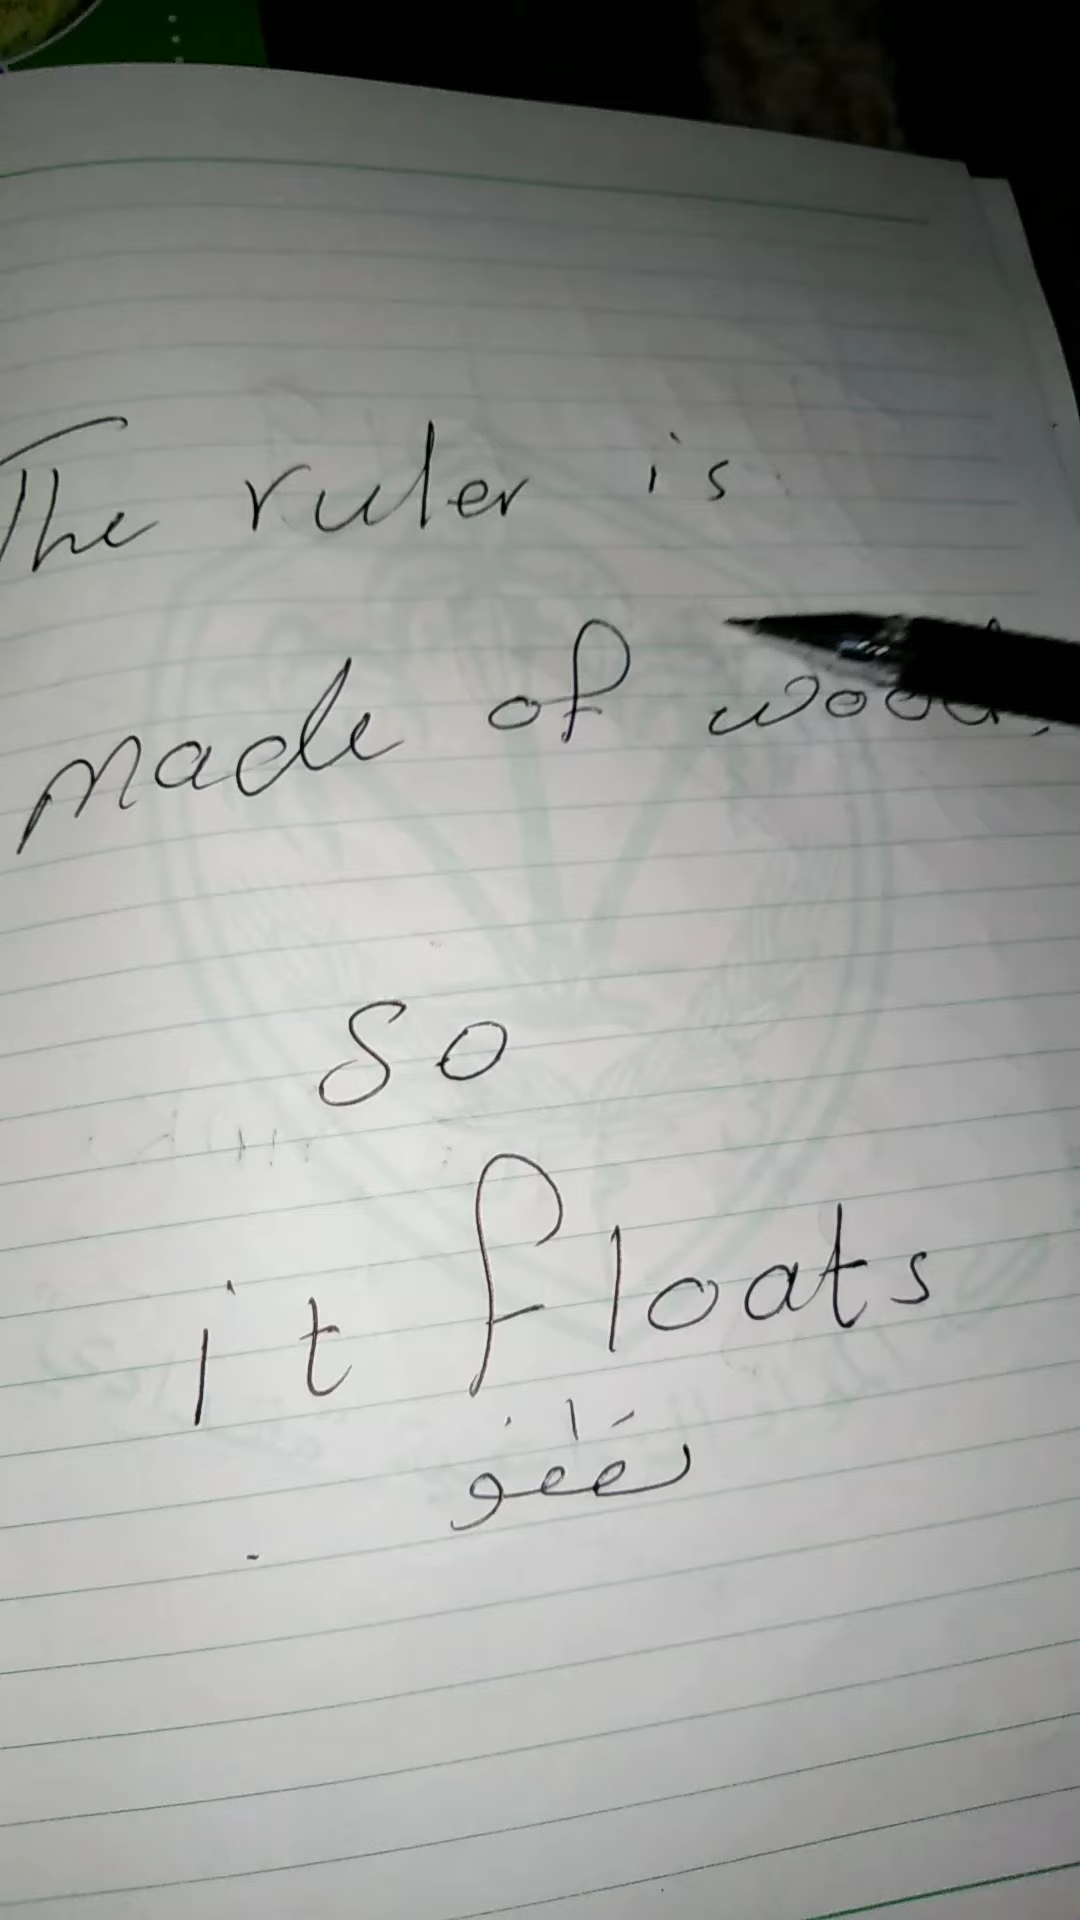 The ruler is
made of wood,
so
it floats